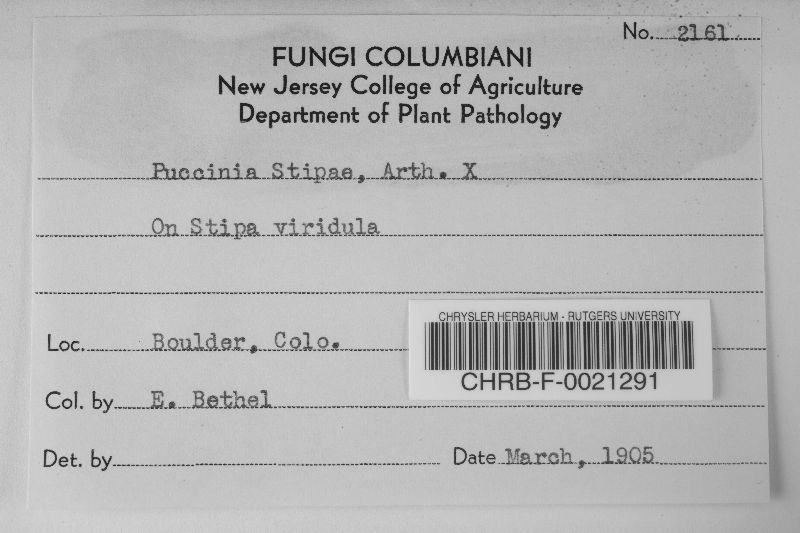 No. 2161
FUNGI COLUMBIANI
New Jersey College of Agriculture
Department of Plant Pathology
Puccinia Stipae, Arth. X
On Stipa viridula
Loc. Boulder, Colo.
CHRYSLER HERBARIUM - RUTGERS UNIVERSITY
CHRB-F-0021291
Col. by E. Bethel
Det. by Date March, 1905